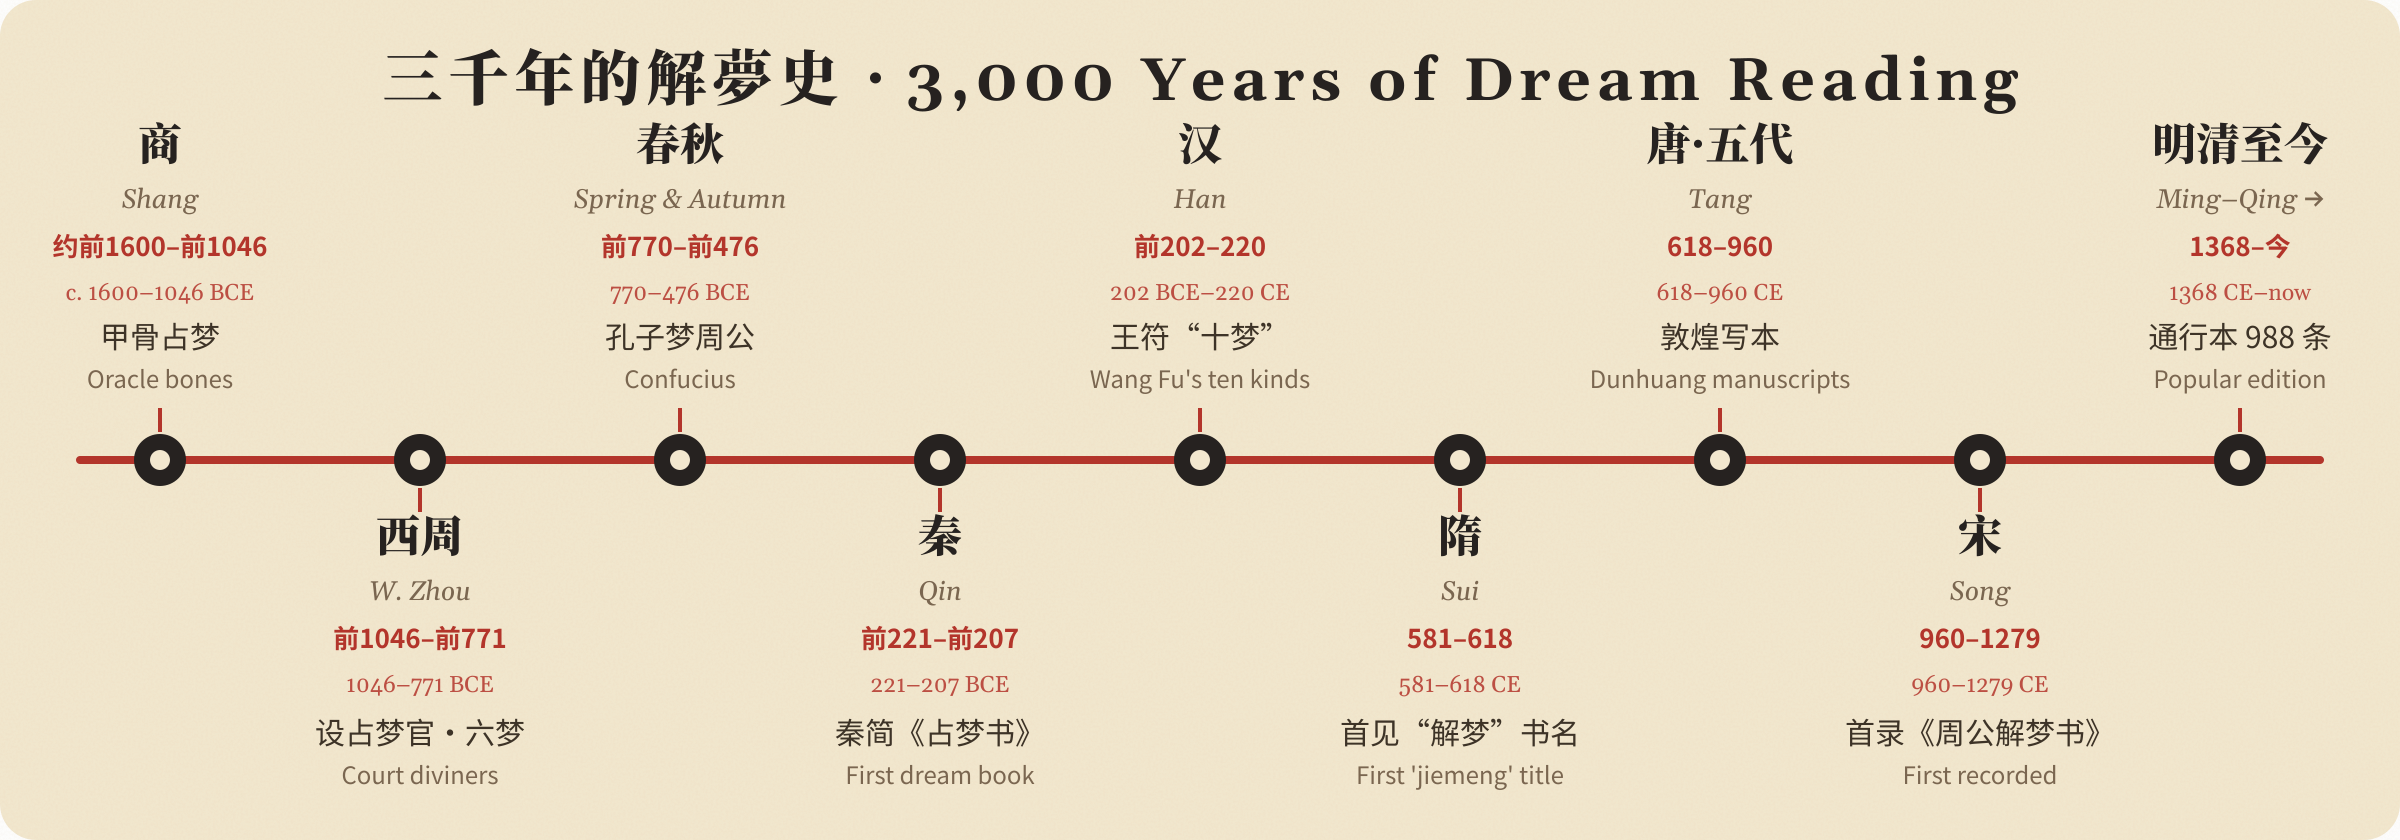 三千年的解夢史 · 3,000 Years of Dream Reading
商
Shang
约前1600–前1046
c. 1600–1046 BCE
甲骨占梦
Oracle bones
西周
W. Zhou
前1046–前771
1046–771 BCE
设占梦官・六梦
Court diviners
春秋
Spring & Autumn
前770–前476
770–476 BCE
孔子梦周公
Confucius
秦
Qin
前221–前207
221–207 BCE
秦简《占梦书》
First dream book
汉
Han
前202–220
202 BCE–220 CE
王符“十梦”
Wang Fu's ten kinds
隋
Sui
581–618
581–618 CE
首见“解梦”书名
First 'jiemeng' title
唐·五代
Tang
618–960
618–960 CE
敦煌写本
Dunhuang manuscripts
宋
Song
960–1279
960–1279 CE
首录《周公解梦书》
First recorded
明清至今
Ming–Qing →
1368–今
1368 CE–now
通行本 988 条
Popular edition